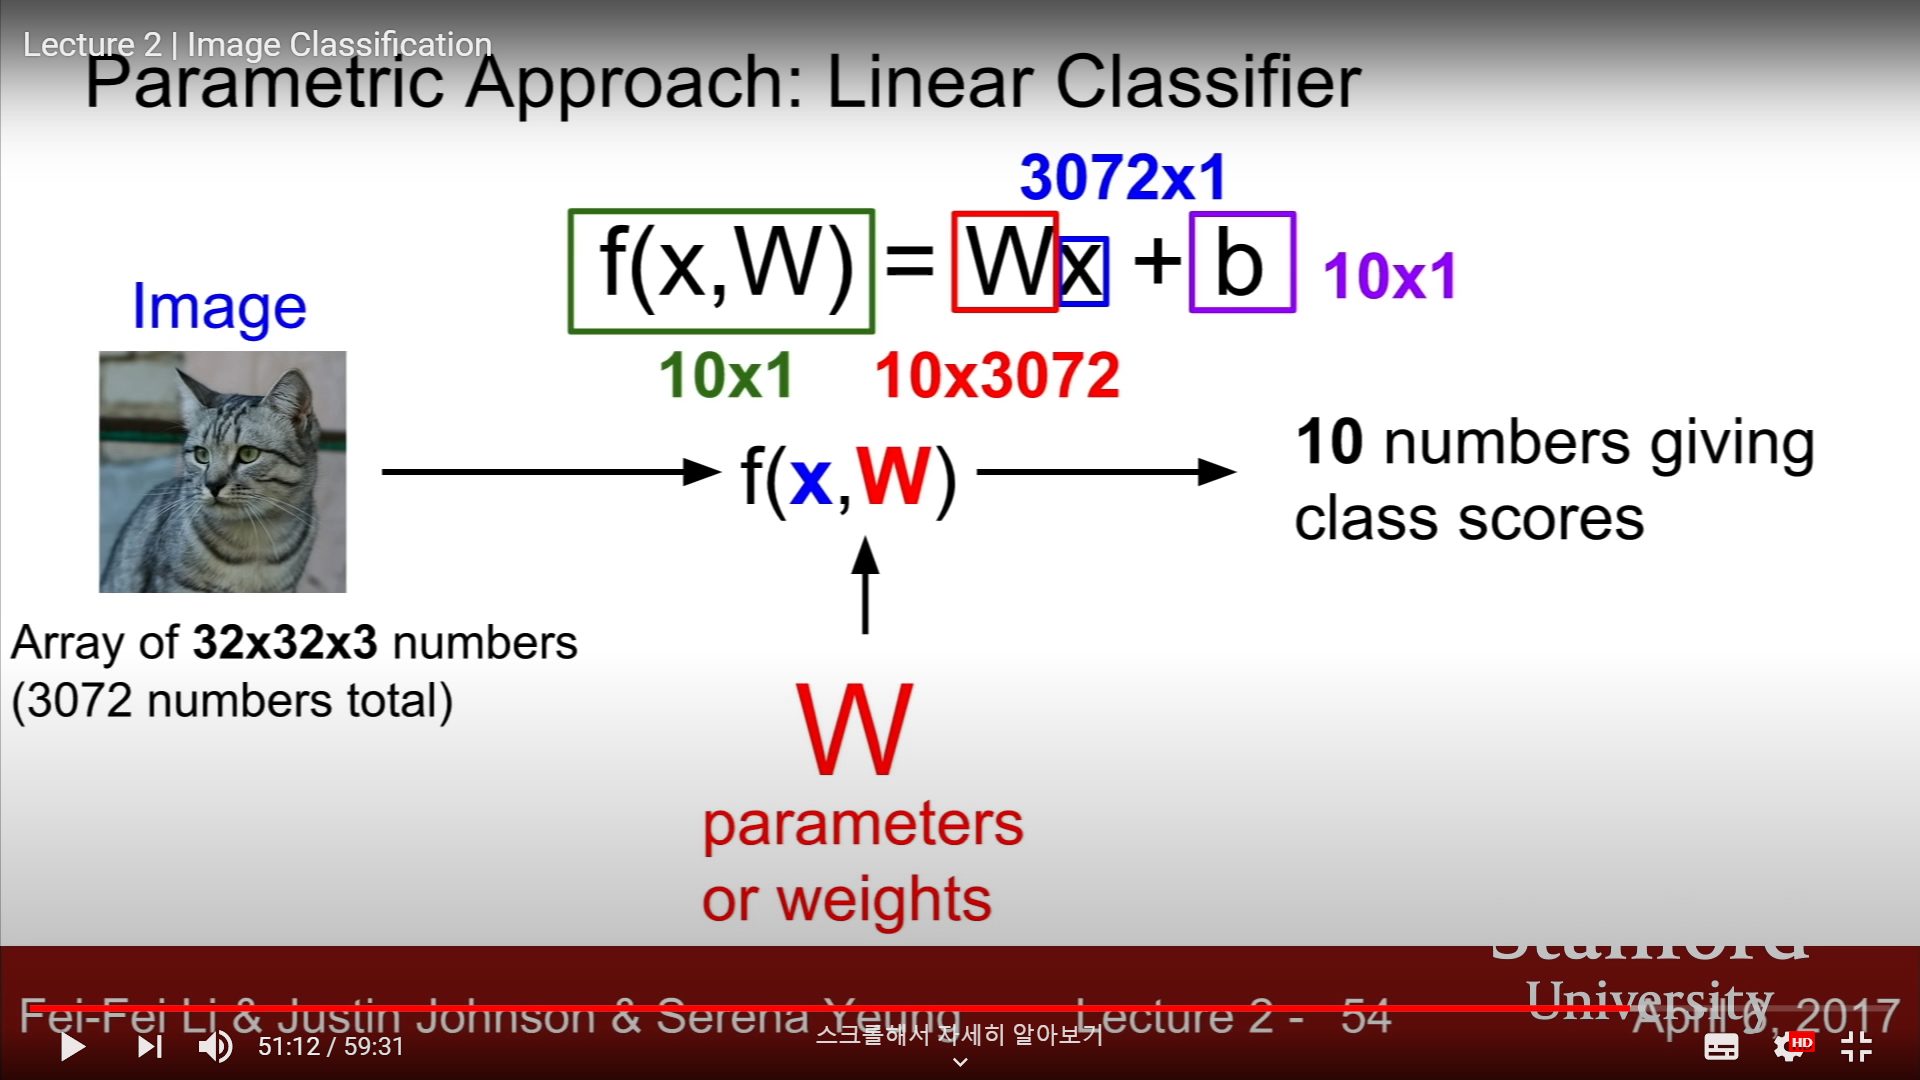 Lecture 2 | Image Classification
Parametric Approach: Linear Classifier
3072x1
f(x,W) = Wx + b 10x1
Image
10x1 10x3072
f(x,W)
10 numbers giving
class scores
Array of 32x32x3 numbers
(3072 numbers total)
W
parameters
or weights
Stanford
University
Fei-Fei Li & Justin Johnson & Serena Yeung Lecture 2 - 54 April 6, 2017
스크롤해서 자세히 알아보기
51:12 / 59:31
HD